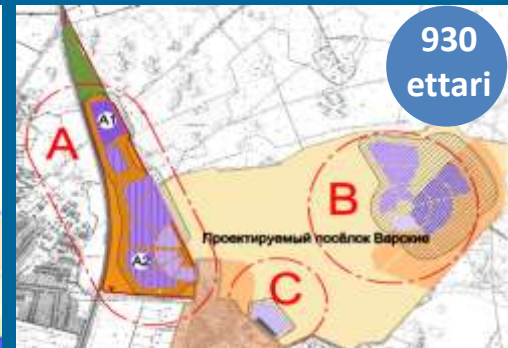 930
ettari
A
A1
B
Проектируемый посёлок Варские
A2
C